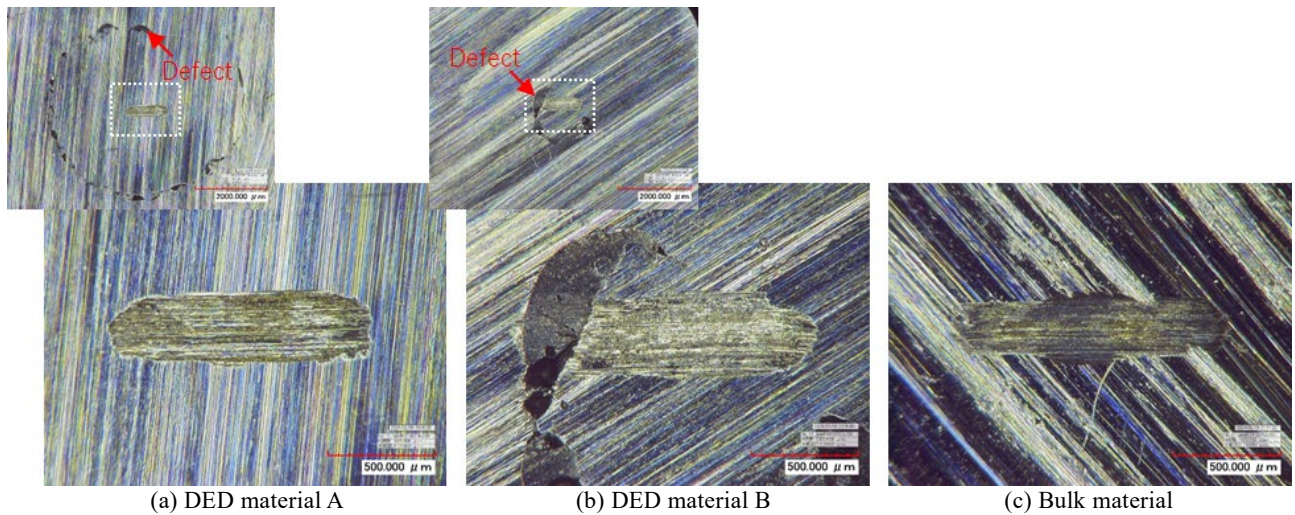 Defect
Defect
2000.000 μm
2000.000 μm
500.000 μm
500.000 μm
500.000 μm
(a) DED material A
(b) DED material B
(c) Bulk material